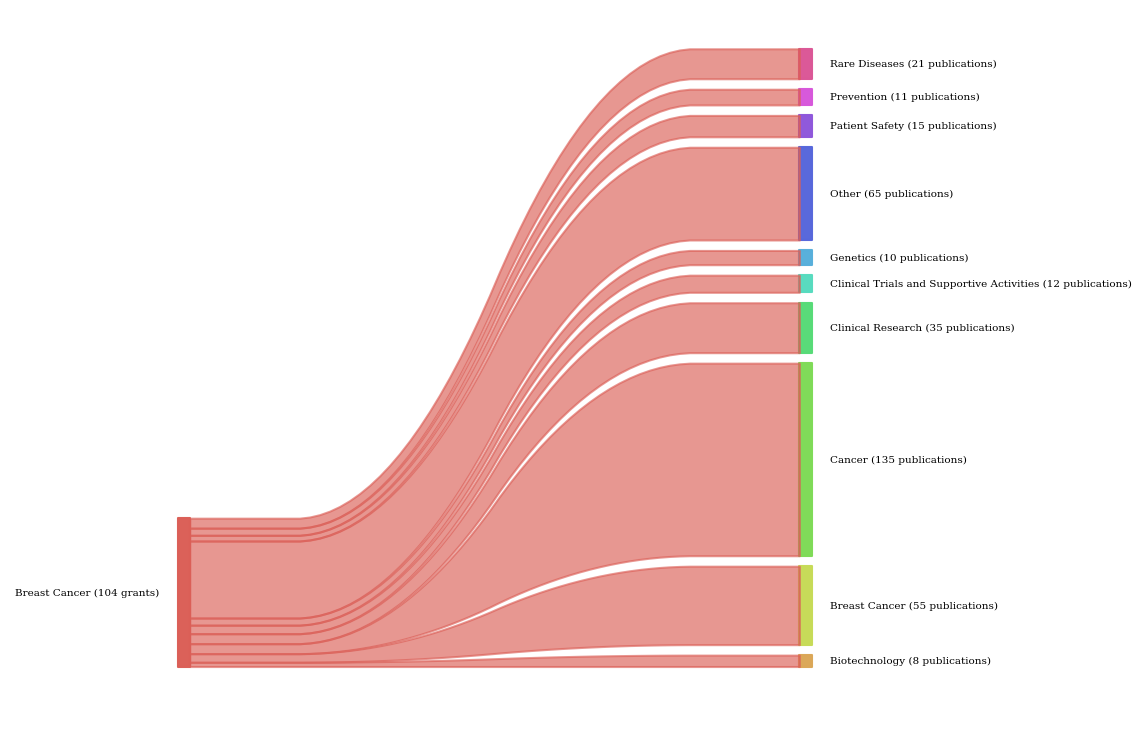 Rare Diseases (21 publications)
Prevention (11 publications)
Patient Safety (15 publications)
Other (65 publications)
Genetics (10 publications)
Clinical Trials and Supportive Activities (12 publications)
Clinical Research (35 publications)
Cancer (135 publications)
Breast Cancer (104 grants)
Breast Cancer (55 publications)
Biotechnology (8 publications)